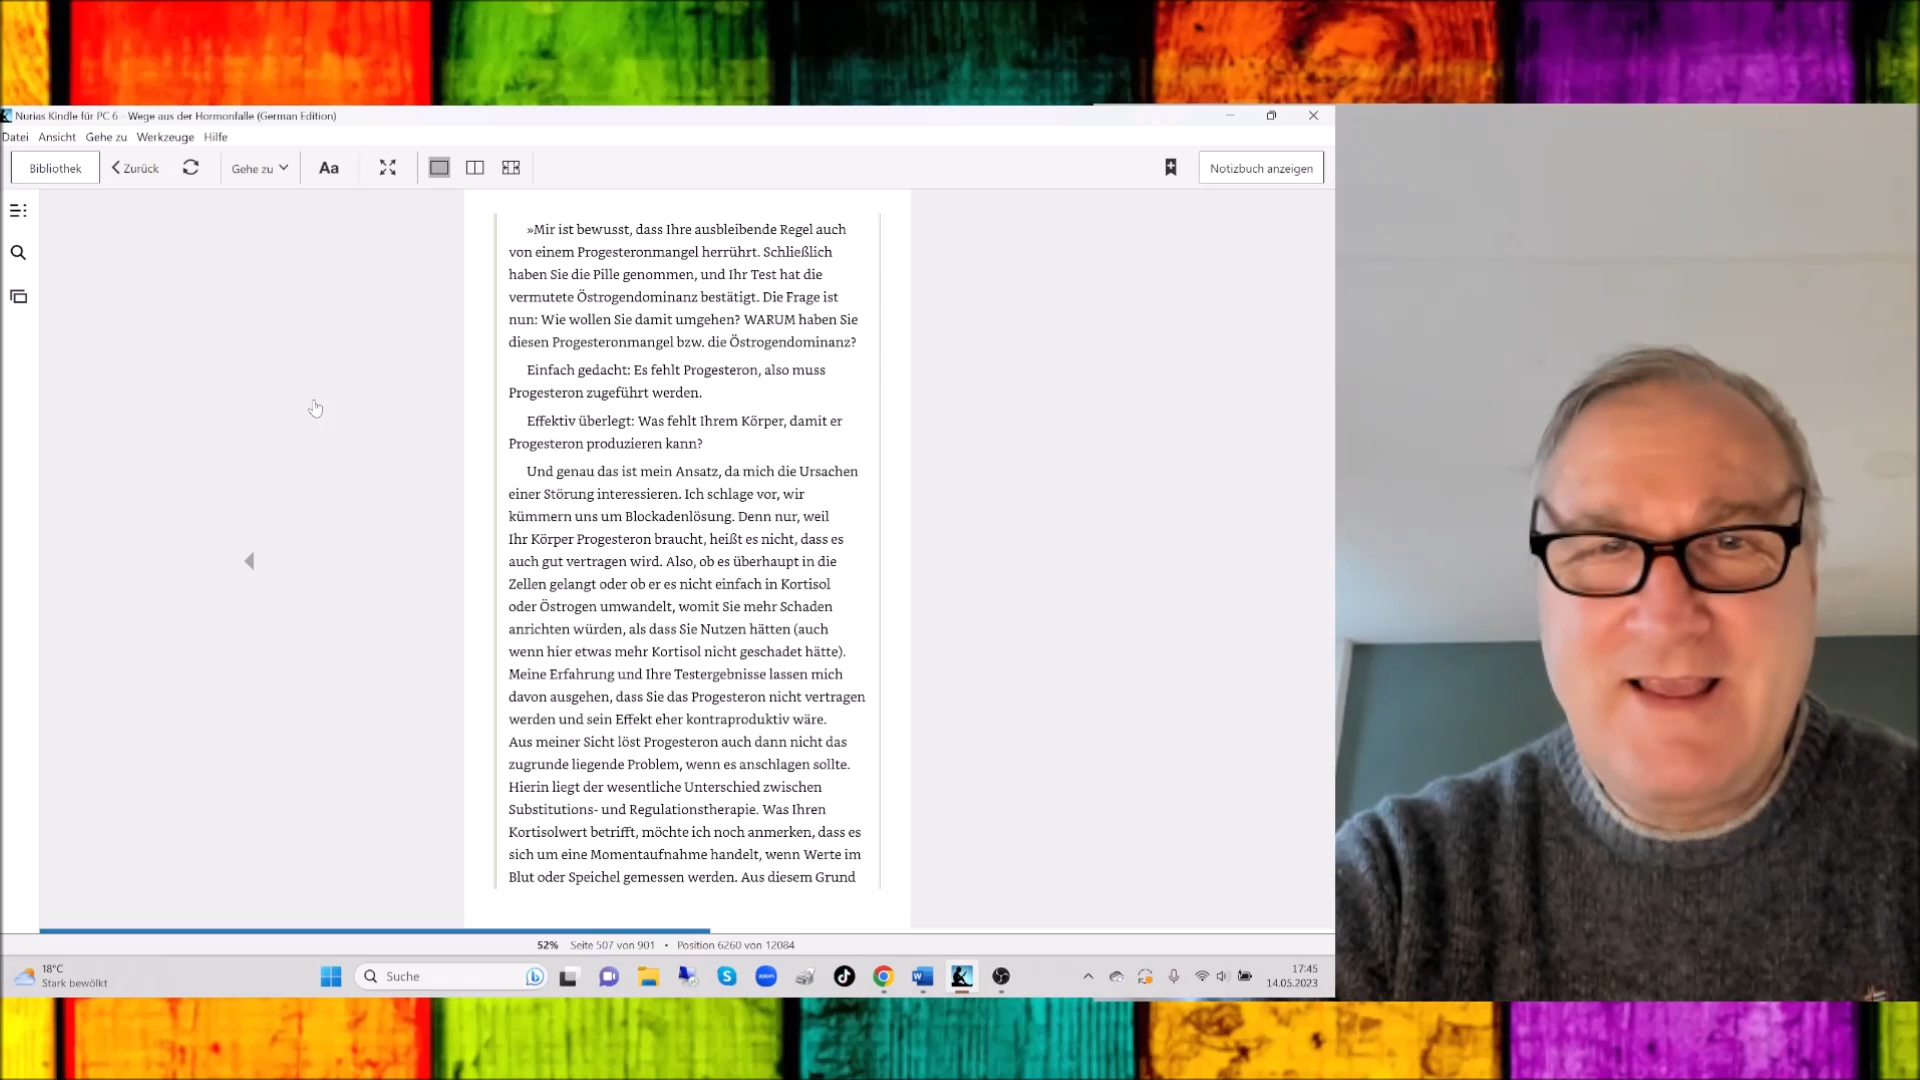 Nurias Kindle für PC 6 - Wege aus der Hormonfalle (German Edition)
Datei Ansicht Gehe zu Werkzeuge Hilfe
Bibliothek Zurück Gehe zu Aa Notizbuch anzeigen
»Mir ist bewusst, dass Ihre ausbleibende Regel auch
von einem Progesteronmangel herrührt. Schließlich
haben Sie die Pille genommen, und Ihr Test hat die
vermutete Östrogendominanz bestätigt. Die Frage ist
nun: Wie wollen Sie damit umgehen? WARUM haben Sie
diesen Progesteronmangel bzw. die Östrogendominanz?
Einfach gedacht: Es fehlt Progesteron, also muss
Progesteron zugeführt werden.
Effektiv überlegt: Was fehlt Ihrem Körper, damit er
Progesteron produzieren kann?
Und genau das ist mein Ansatz, da mich die Ursachen
einer Störung interessieren. Ich schlage vor, wir
kümmern uns um Blockadenlösung. Denn nur, weil
Ihr Körper Progesteron braucht, heißt es nicht, dass es
auch gut vertragen wird. Also, ob es überhaupt in die
Zellen gelangt oder ob er es nicht einfach in Kortisol
oder Östrogen umwandelt, womit Sie mehr Schaden
anrichten würden, als dass Sie Nutzen hätten (auch
wenn hier etwas mehr Kortisol nicht geschadet hätte).
Meine Erfahrung und Ihre Testergebnisse lassen mich
davon ausgehen, dass Sie das Progesteron nicht vertragen
werden und sein Effekt eher kontraproduktiv wäre.
Aus meiner Sicht löst Progesteron auch dann nicht das
zugrunde liegende Problem, wenn es anschlagen sollte.
Hierin liegt der wesentliche Unterschied zwischen
Substitutions- und Regulationstherapie. Was Ihren
Kortisolwert betrifft, möchte ich noch anmerken, dass es
sich um eine Momentaufnahme handelt, wenn Werte im
Blut oder Speichel gemessen werden. Aus diesem Grund
52% Seite 507 von 901 • Position 6260 von 12084
18°C
Stark bewölkt
Suche
zoom
17:45
14.05.2023